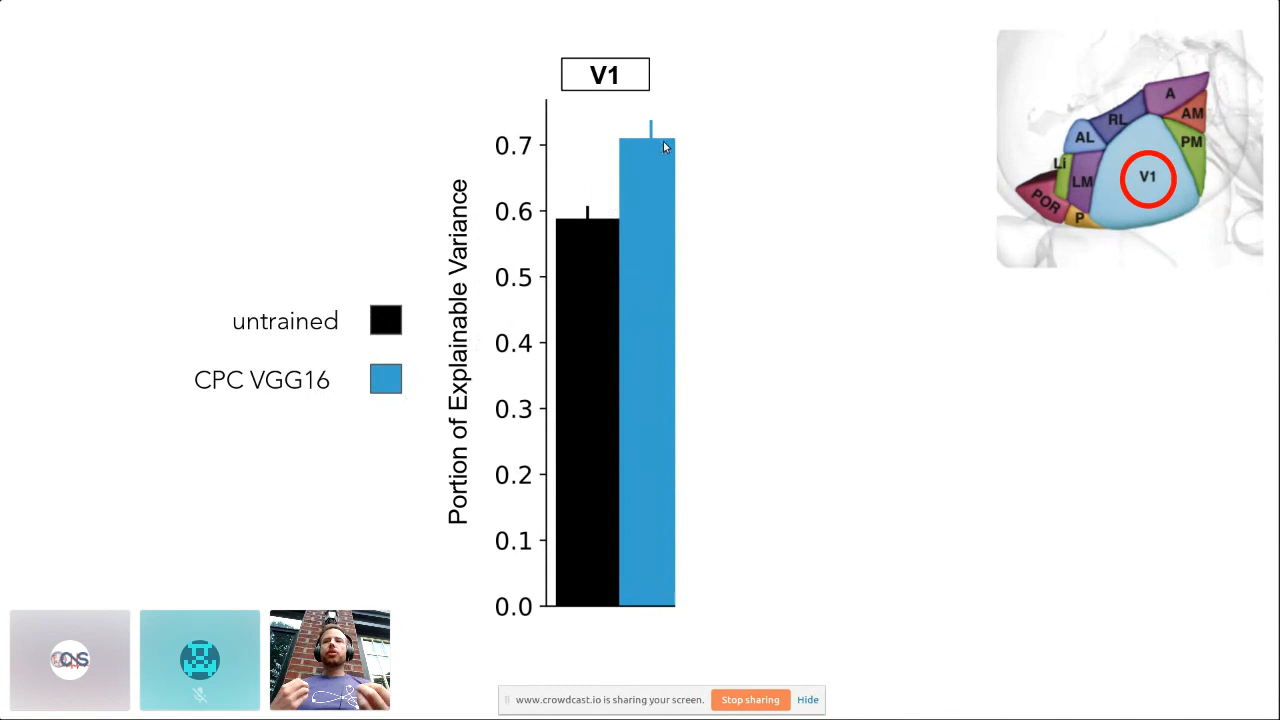 V1
0.7
0.6
0.5
0.4
0.3
0.2
0.1
0.0
Portion of Explainable Variance
untrained
CPC VGG16
A
RL
AM
AL
PM
Li
LM
V1
POR
P
www.crowdcast.io is sharing your screen.
Stop sharing
Hide